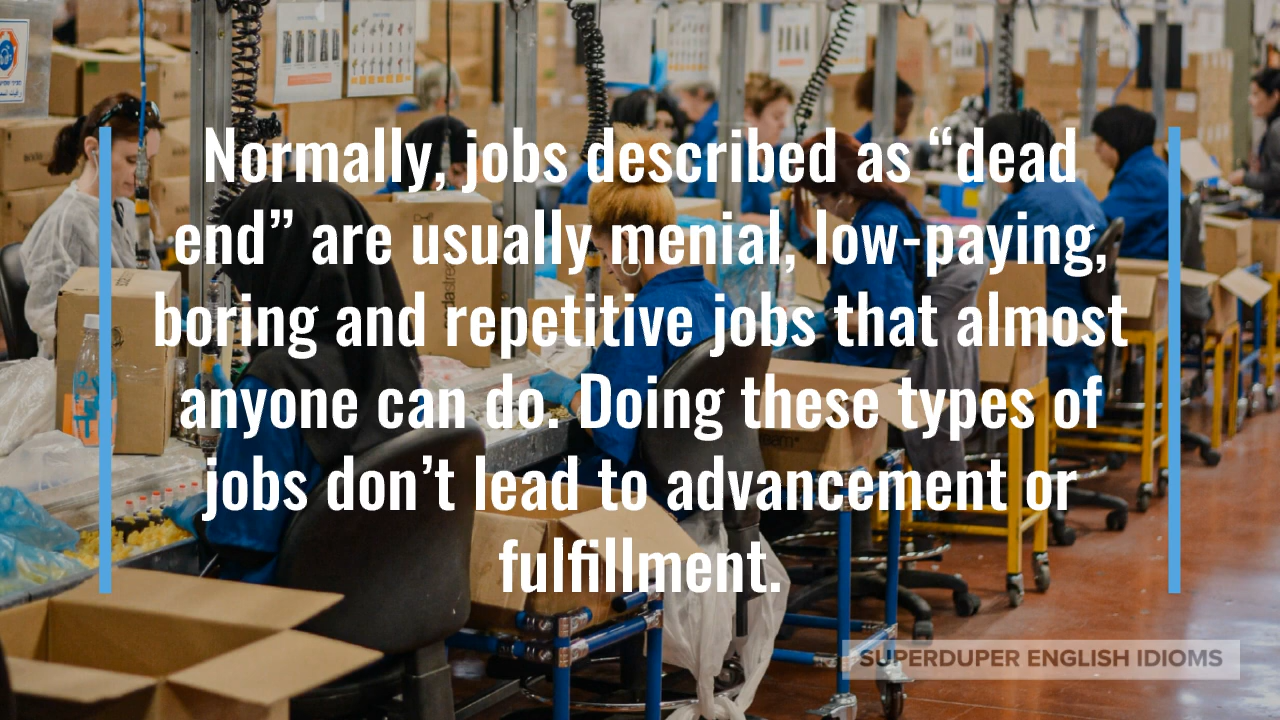 Normally, jobs described as “dead
end” are usually menial, low-paying,
boring and repetitive jobs that almost
anyone can do. Doing these types of
jobs don’t lead to advancement or
fulfillment.
SUPERDUPER ENGLISH IDIOMS